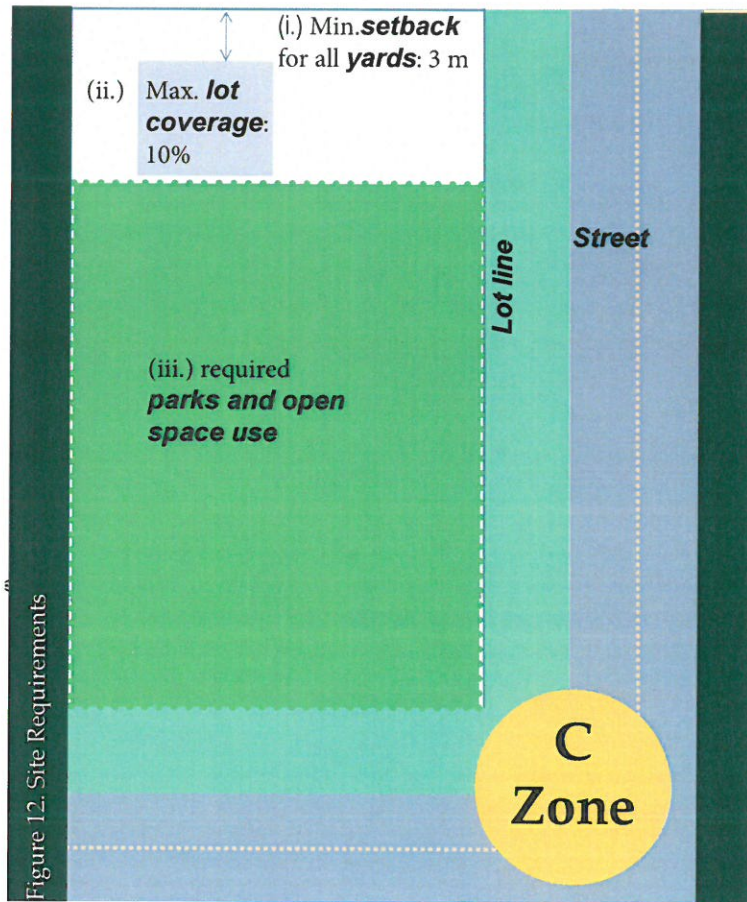 (i.) Min.setback
for all yards: 3 m
(ii.) Max. lot
coverage:
10%
Street
Lot line
(iii.) required
parks and open
space use
C
Zone
Figure 12. Site Requirements